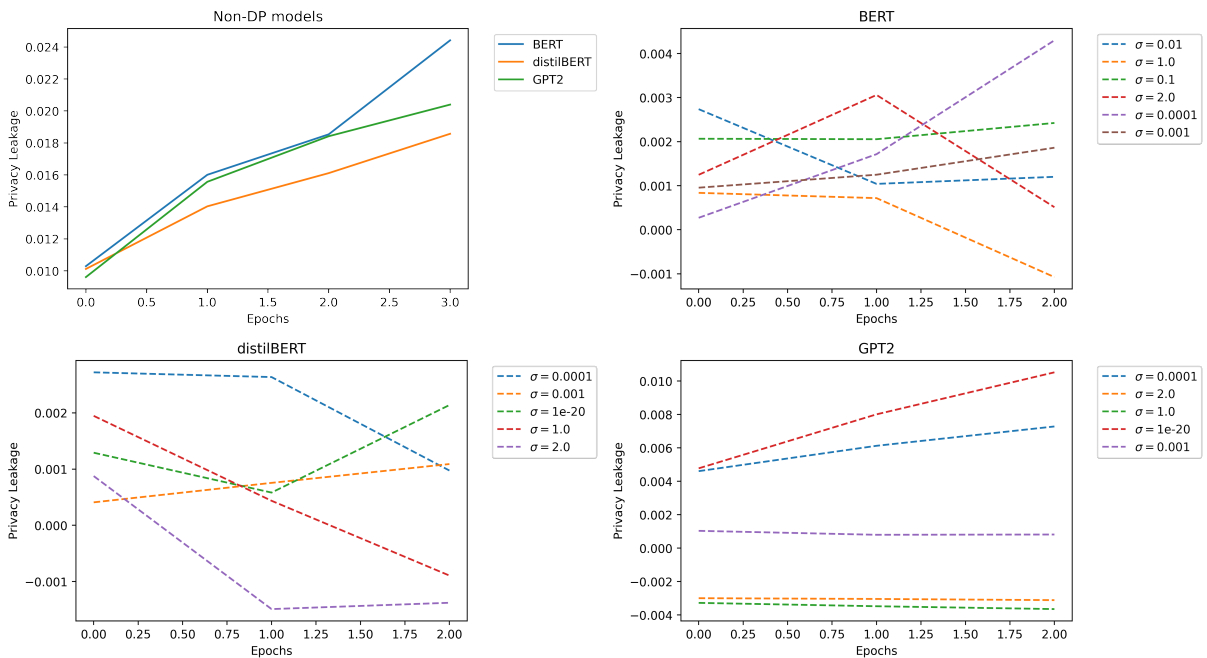 Non-DP models
0.024
0.022
0.020
0.018
0.016
0.014
0.012
0.010
Privacy Leakage
0.0 0.5 1.0 1.5 2.0 2.5 3.0
Epochs
BERT
distilBERT
GPT2
BERT
0.004
0.003
0.002
0.001
0.000
−0.001
Privacy Leakage
0.00 0.25 0.50 0.75 1.00 1.25 1.50 1.75 2.00
Epochs
σ = 0.01
σ = 1.0
σ = 0.1
σ = 2.0
σ = 0.0001
σ = 0.001
distilBERT
0.002
0.001
0.000
−0.001
Privacy Leakage
0.00 0.25 0.50 0.75 1.00 1.25 1.50 1.75 2.00
Epochs
σ = 0.0001
σ = 0.001
σ = 1e-20
σ = 1.0
σ = 2.0
GPT2
0.010
0.008
0.006
0.004
0.002
0.000
−0.002
−0.004
Privacy Leakage
0.00 0.25 0.50 0.75 1.00 1.25 1.50 1.75 2.00
Epochs
σ = 0.0001
σ = 2.0
σ = 1.0
σ = 1e-20
σ = 0.001